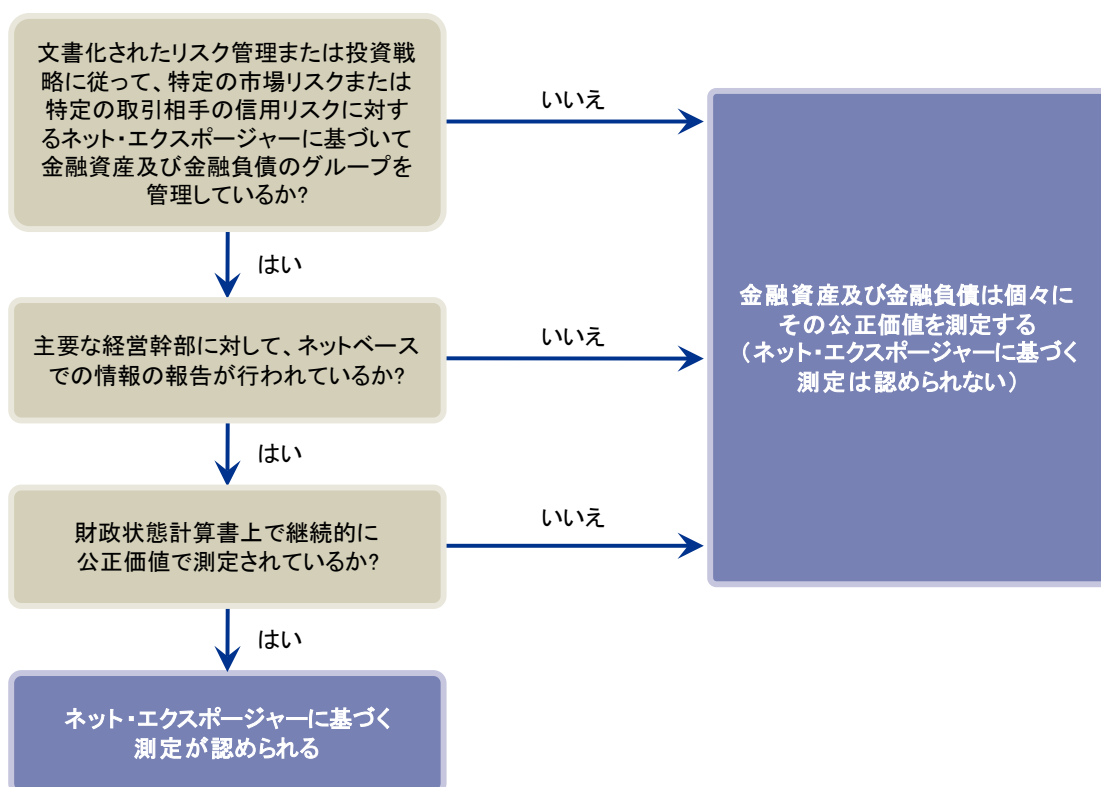 文書化されたリスク管理または投資戦
略に従って、特定の市場リスクまたは
特定の取引相手の信用リスクに対す
るネット・エクスポージャーに基づいて
金融資産及び金融負債のグループを
管理しているか?
いいえ
はい
主要な経営幹部に対して、ネットベース
での情報の報告が行われているか?
いいえ
はい
財政状態計算書上で継続的に
公正価値で測定されているか?
いいえ
はい
ネット・エクスポージャーに基づく
測定が認められる
金融資産及び金融負債は個々に
その公正価値を測定する
（ネット・エクスポージャーに基づく
測定は認められない）